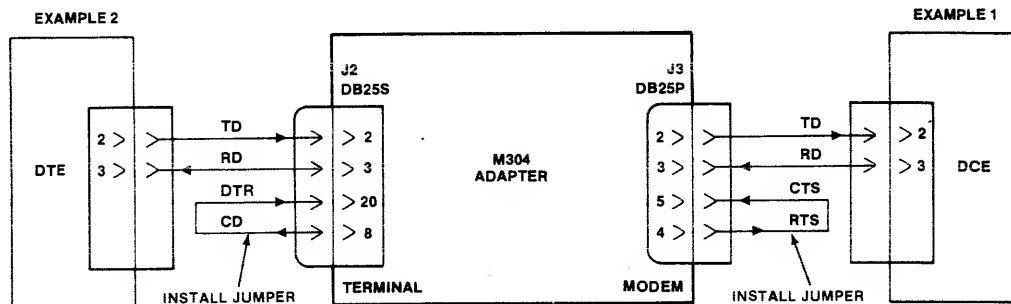 EXAMPLE 2
EXAMPLE 1
J2
DB25S
J3
DB25P
DTE
2
3
TD
RD
DTR
CD
2
3
20
8
M304
ADAPTER
2
3
5
4
TD
RD
CTS
RTS
2
3
DCE
TERMINAL
MODEM
INSTALL JUMPER
INSTALL JUMPER